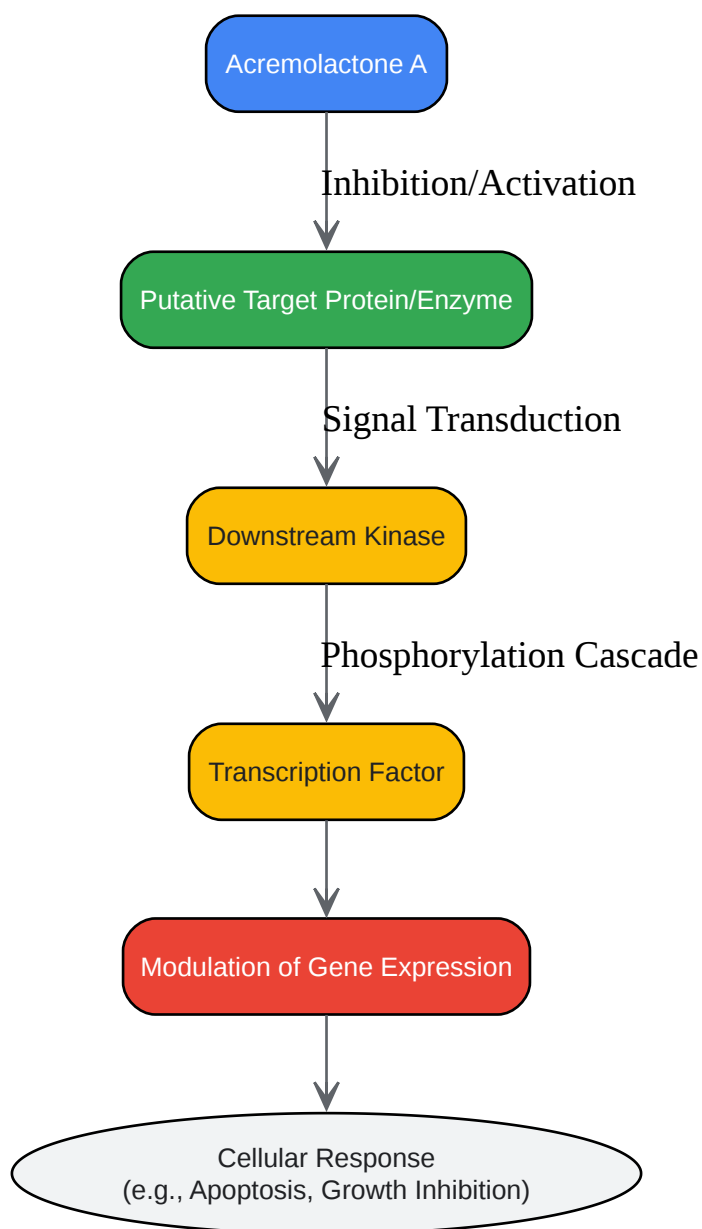 Acremolactone A
Inhibition/Activation
Putative Target Protein/Enzyme
Signal Transduction
Downstream Kinase
Phosphorylation Cascade
Transcription Factor
Modulation of Gene Expression
Cellular Response
(e.g., Apoptosis, Growth Inhibition)